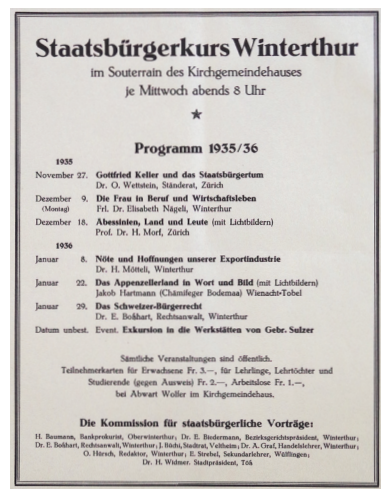 Staatsbürgerkurs Winterthur
im Souterrain des Kirchgemeindehauses
je Mittwoch abends 8 Uhr
Programm 1935/36
1935
November 27. Gottfried Keller und das Staatsbürgertum
Dr. O. Wettstein, Ständerat, Zürich
Dezember 9. Die Frau in Beruf und Wirtschaftsleben
(Montag) Frl. Dr. Elisabeth Nägeli, Winterthur
Dezember 18. Abessinien, Land und Leute (mit Lichtbildern)
Prof. Dr. H. Morf, Zürich
1936
Januar 8. Nöte und Hoffnungen unserer Exportindustrie
Dr. H. Mötteli, Winterthur
Januar 22. Das Appenzellerland in Wort und Bild (mit Lichtbildern)
Jakob Hartmann (Chämifeger Bodemaa) Wienacht-Tobel
Januar 29. Das Schweizer-Bürgerrecht
Dr. E. Boßhart, Rechtsanwalt, Winterthur
Datum unbest. Event. Exkursion in die Werkstätten von Gebr. Sulzer
Sämtliche Veranstaltungen sind öffentlich.
Teilnehmerkarten für Erwachsene Fr. 3.—, für Lehrlinge, Lehrtöchter und
Studierende (gegen Ausweis) Fr. 2.—, Arbeitslose Fr. 1.—,
bei Abwart Wolfer im Kirchgemeindehaus.
Die Kommission für staatsbürgerliche Vorträge:
H. Baumann, Bankprokurist, Oberwinterthur; Dr. E. Biedermann, Bezirksgerichtspräsident, Winterthur;
Dr. E. Boßhart, Rechtsanwalt, Winterthur; J. Büchi, Stadtrat, Veltheim; Dr. A. Graf, Handelslehrer, Winterthur;
O. Hürsch, Redaktor, Winterthur; E. Strebel, Sekundarlehrer, Wülflingen;
Dr. H. Widmer, Stadtpräsident, Töß